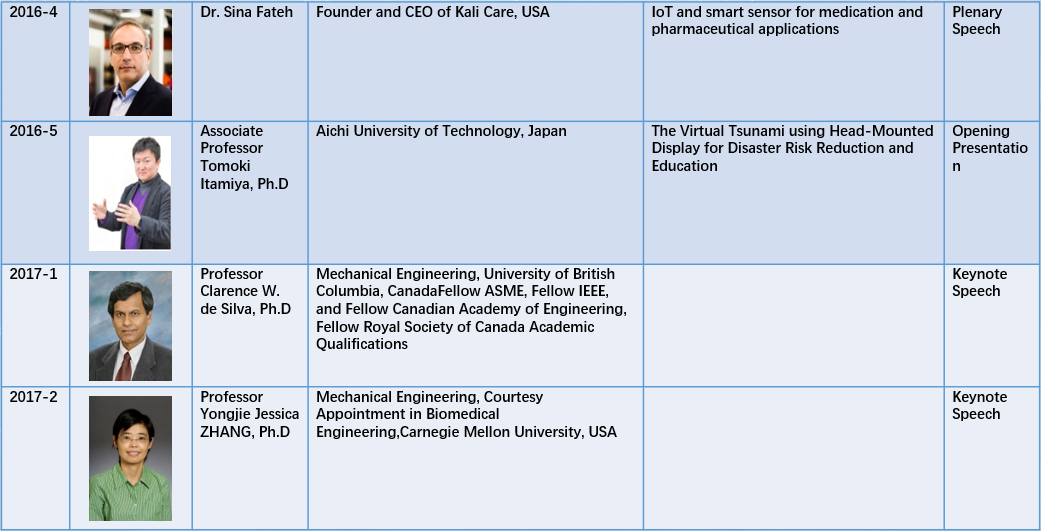 2016-4
Dr. Sina Fateh
Founder and CEO of Kali Care, USA
IoT and smart sensor for medication and
pharmaceutical applications
Plenary
Speech
2016-5
Associate
Professor
Tomoki
Itamiya, Ph.D
Aichi University of Technology, Japan
The Virtual Tsunami using Head-Mounted
Display for Disaster Risk Reduction and
Education
Opening
Presentatio
n
2017-1
Professor
Clarence W.
de Silva, Ph.D
Mechanical Engineering, University of British
Columbia, CanadaFellow ASME, Fellow IEEE,
and Fellow Canadian Academy of Engineering,
Fellow Royal Society of Canada Academic
Qualifications
Keynote
Speech
2017-2
Professor
Yongjie Jessica
ZHANG, Ph.D
Mechanical Engineering, Courtesy
Appointment in Biomedical
Engineering,Carnegie Mellon University, USA
Keynote
Speech